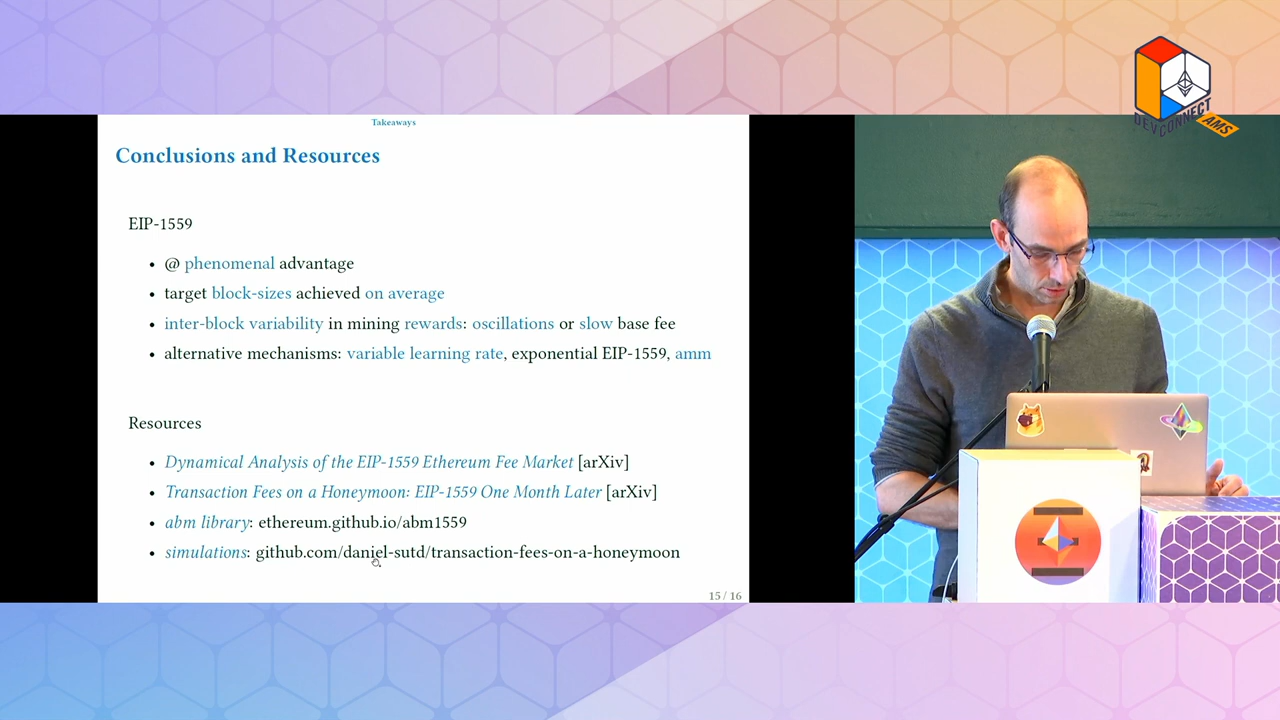 Takeaways
Conclusions and Resources
EIP-1559
• @ phenomenal advantage
• target block-sizes achieved on average
• inter-block variability in mining rewards: oscillations or slow base fee
• alternative mechanisms: variable learning rate, exponential EIP-1559, amm
Resources
• Dynamical Analysis of the EIP-1559 Ethereum Fee Market [arXiv]
• Transaction Fees on a Honeymoon: EIP-1559 One Month Later [arXiv]
• abm library: ethereum.github.io/abm1559
• simulations: github.com/daniel-sutd/transaction-fees-on-a-honeymoon
15 / 16
DEVCONNECT
AMS